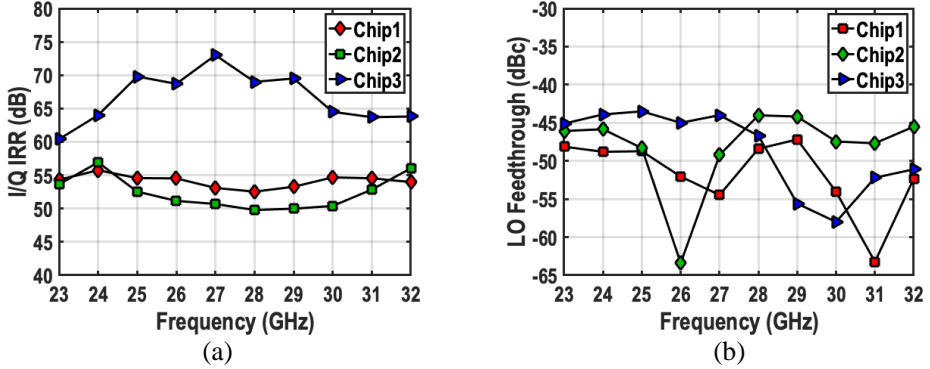 80
75
70
65
60
55
50
45
40
I/Q IRR (dB)
Chip1
Chip2
Chip3
23 24 25 26 27 28 29 30 31 32
Frequency (GHz)
(a)
-30
-35
-40
-45
-50
-55
-60
-65
LO Feedthrough (dBc)
Chip1
Chip2
Chip3
23 24 25 26 27 28 29 30 31 32
Frequency (GHz)
(b)